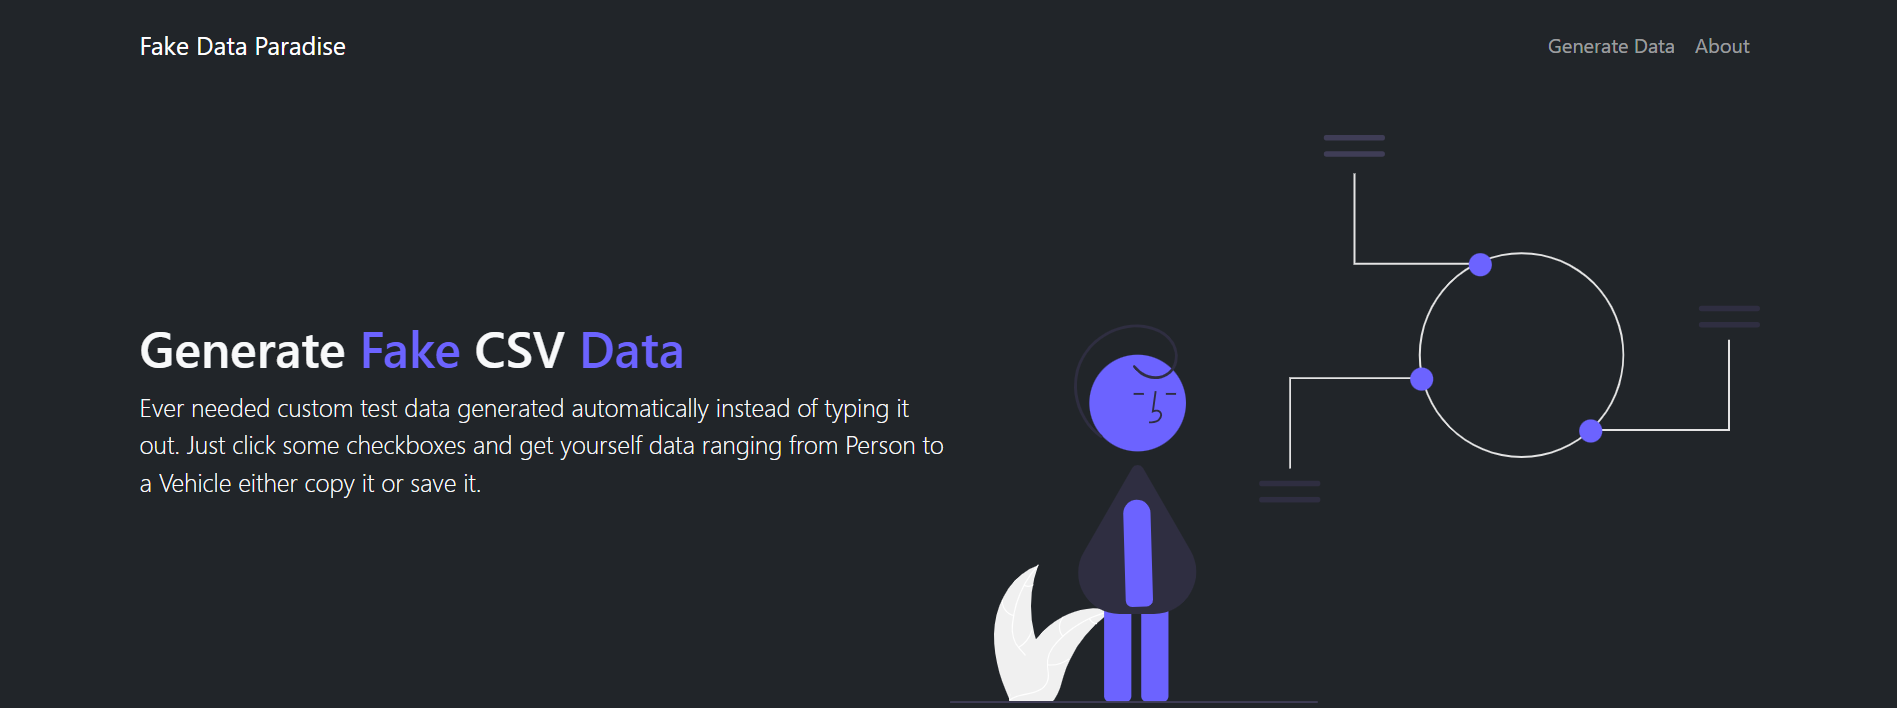 Fake Data Paradise
Generate Data
About
Generate Fake CSV Data
Ever needed custom test data generated automatically instead of typing it
out. Just click some checkboxes and get yourself data ranging from Person to
a Vehicle either copy it or save it.